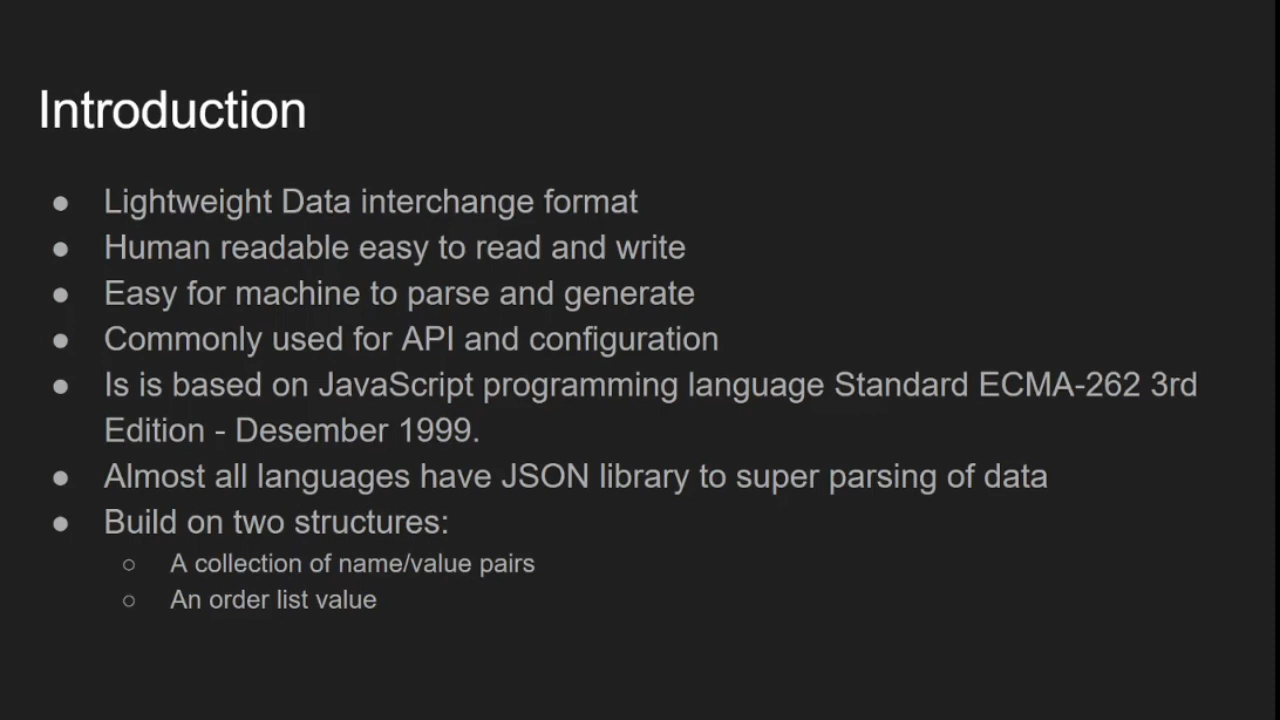 Introduction
● Lightweight Data interchange format
● Human readable easy to read and write
● Easy for machine to parse and generate
● Commonly used for API and configuration
● Is is based on JavaScript programming language Standard ECMA-262 3rd
Edition - Desember 1999.
● Almost all languages have JSON library to super parsing of data
● Build on two structures:
○ A collection of name/value pairs
○ An order list value